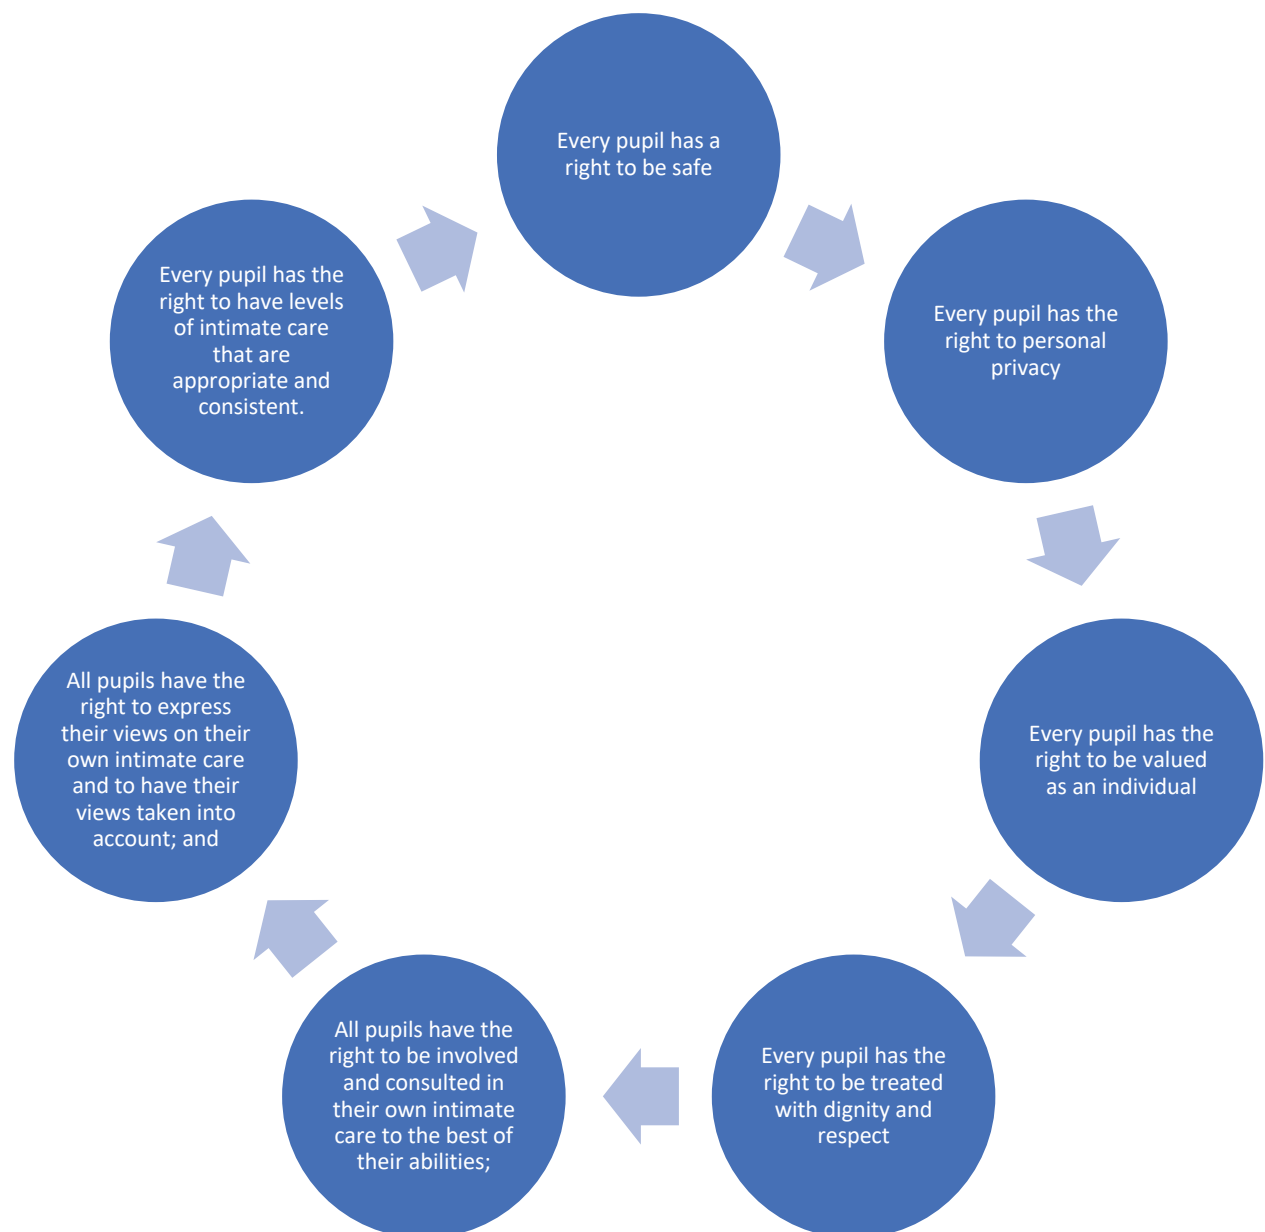 Every pupil has a
right to be safe
Every pupil has the
right to personal
privacy
Every pupil has the
right to be valued
as an individual
Every pupil has the
right to be treated
with dignity and
respect
All pupils have the
right to be involved
and consulted in
their own intimate
care to the best of
their abilities;
All pupils have the
right to express
their views on their
own intimate care
and to have their
views taken into
account; and
Every pupil has the
right to have levels
of intimate care
that are
appropriate and
consistent.